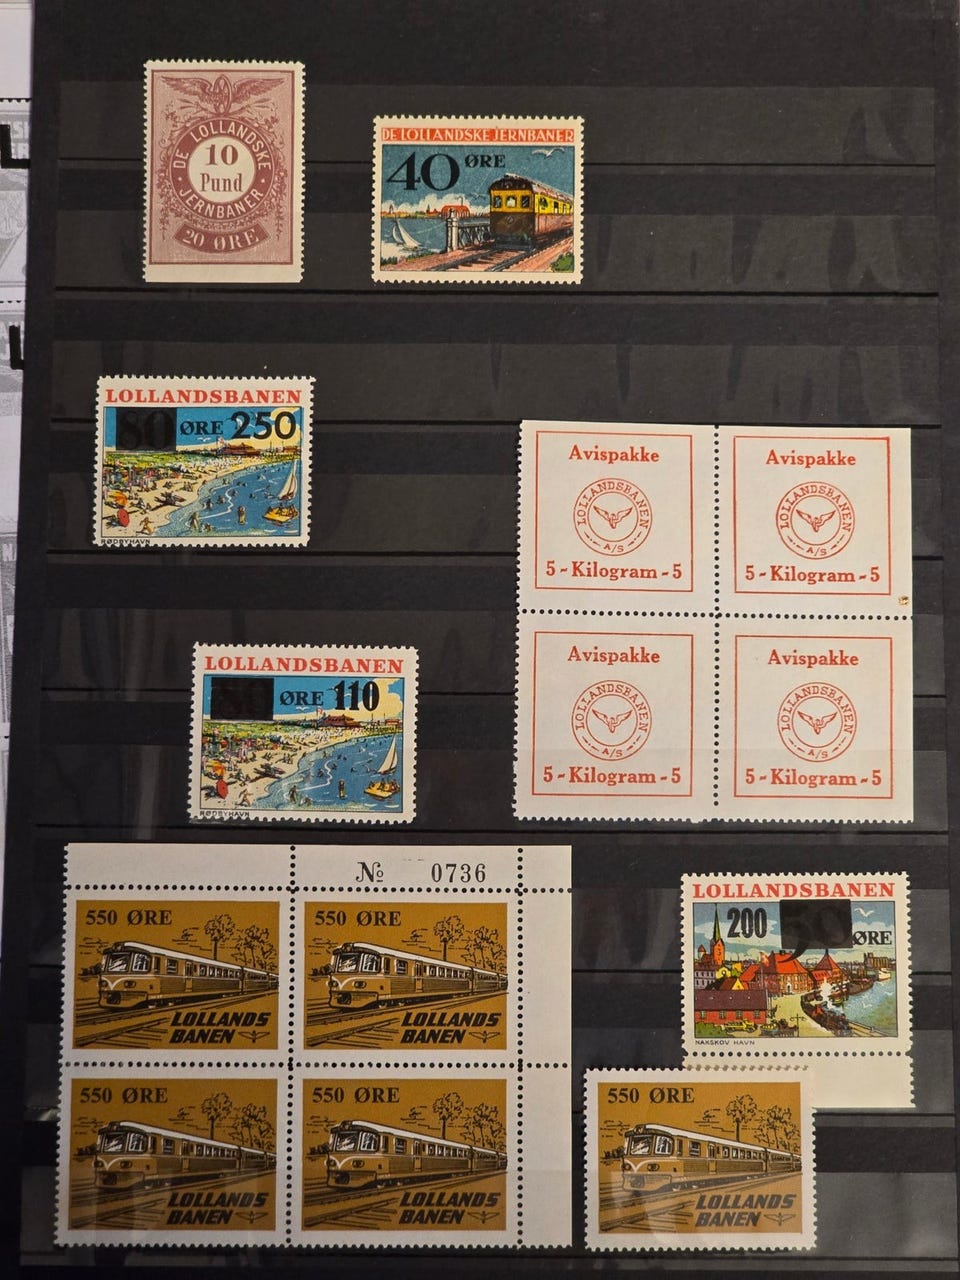 DE LOLLANDSKE
10
Pund
JERNBANER
20 ØRE
DE LOLLANDSKE JERNBANER
40 ØRE
LOLLANDSBANEN
80 ØRE 250
RØDBYHAVN
Avispakke
LOLLANDSBANEN
A/S
5-Kilogram-5
Avispakke
LOLLANDSBANEN
A/S
5-Kilogram-5
Avispakke
LOLLANDSBANEN
A/S
5-Kilogram-5
Avispakke
LOLLANDSBANEN
A/S
5-Kilogram-5
LOLLANDSBANEN
80 ØRE 110
RØDBYHAVN
№ 0736
550 ØRE
LOLLANDS
BANEN
550 ØRE
LOLLANDS
BANEN
550 ØRE
LOLLANDS
BANEN
550 ØRE
LOLLANDS
BANEN
LOLLANDSBANEN
200 ØRE
NAKSKOV HAVN
550 ØRE
LOLLANDS
BANEN